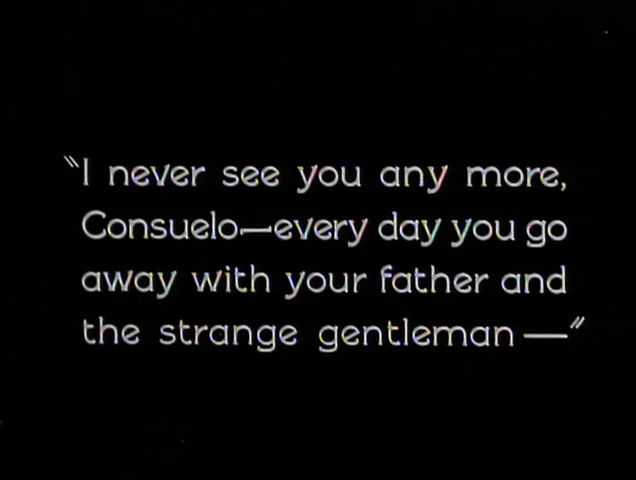 "I never see you any more,
Consuelo—every day you go
away with your father and
the strange gentleman —"